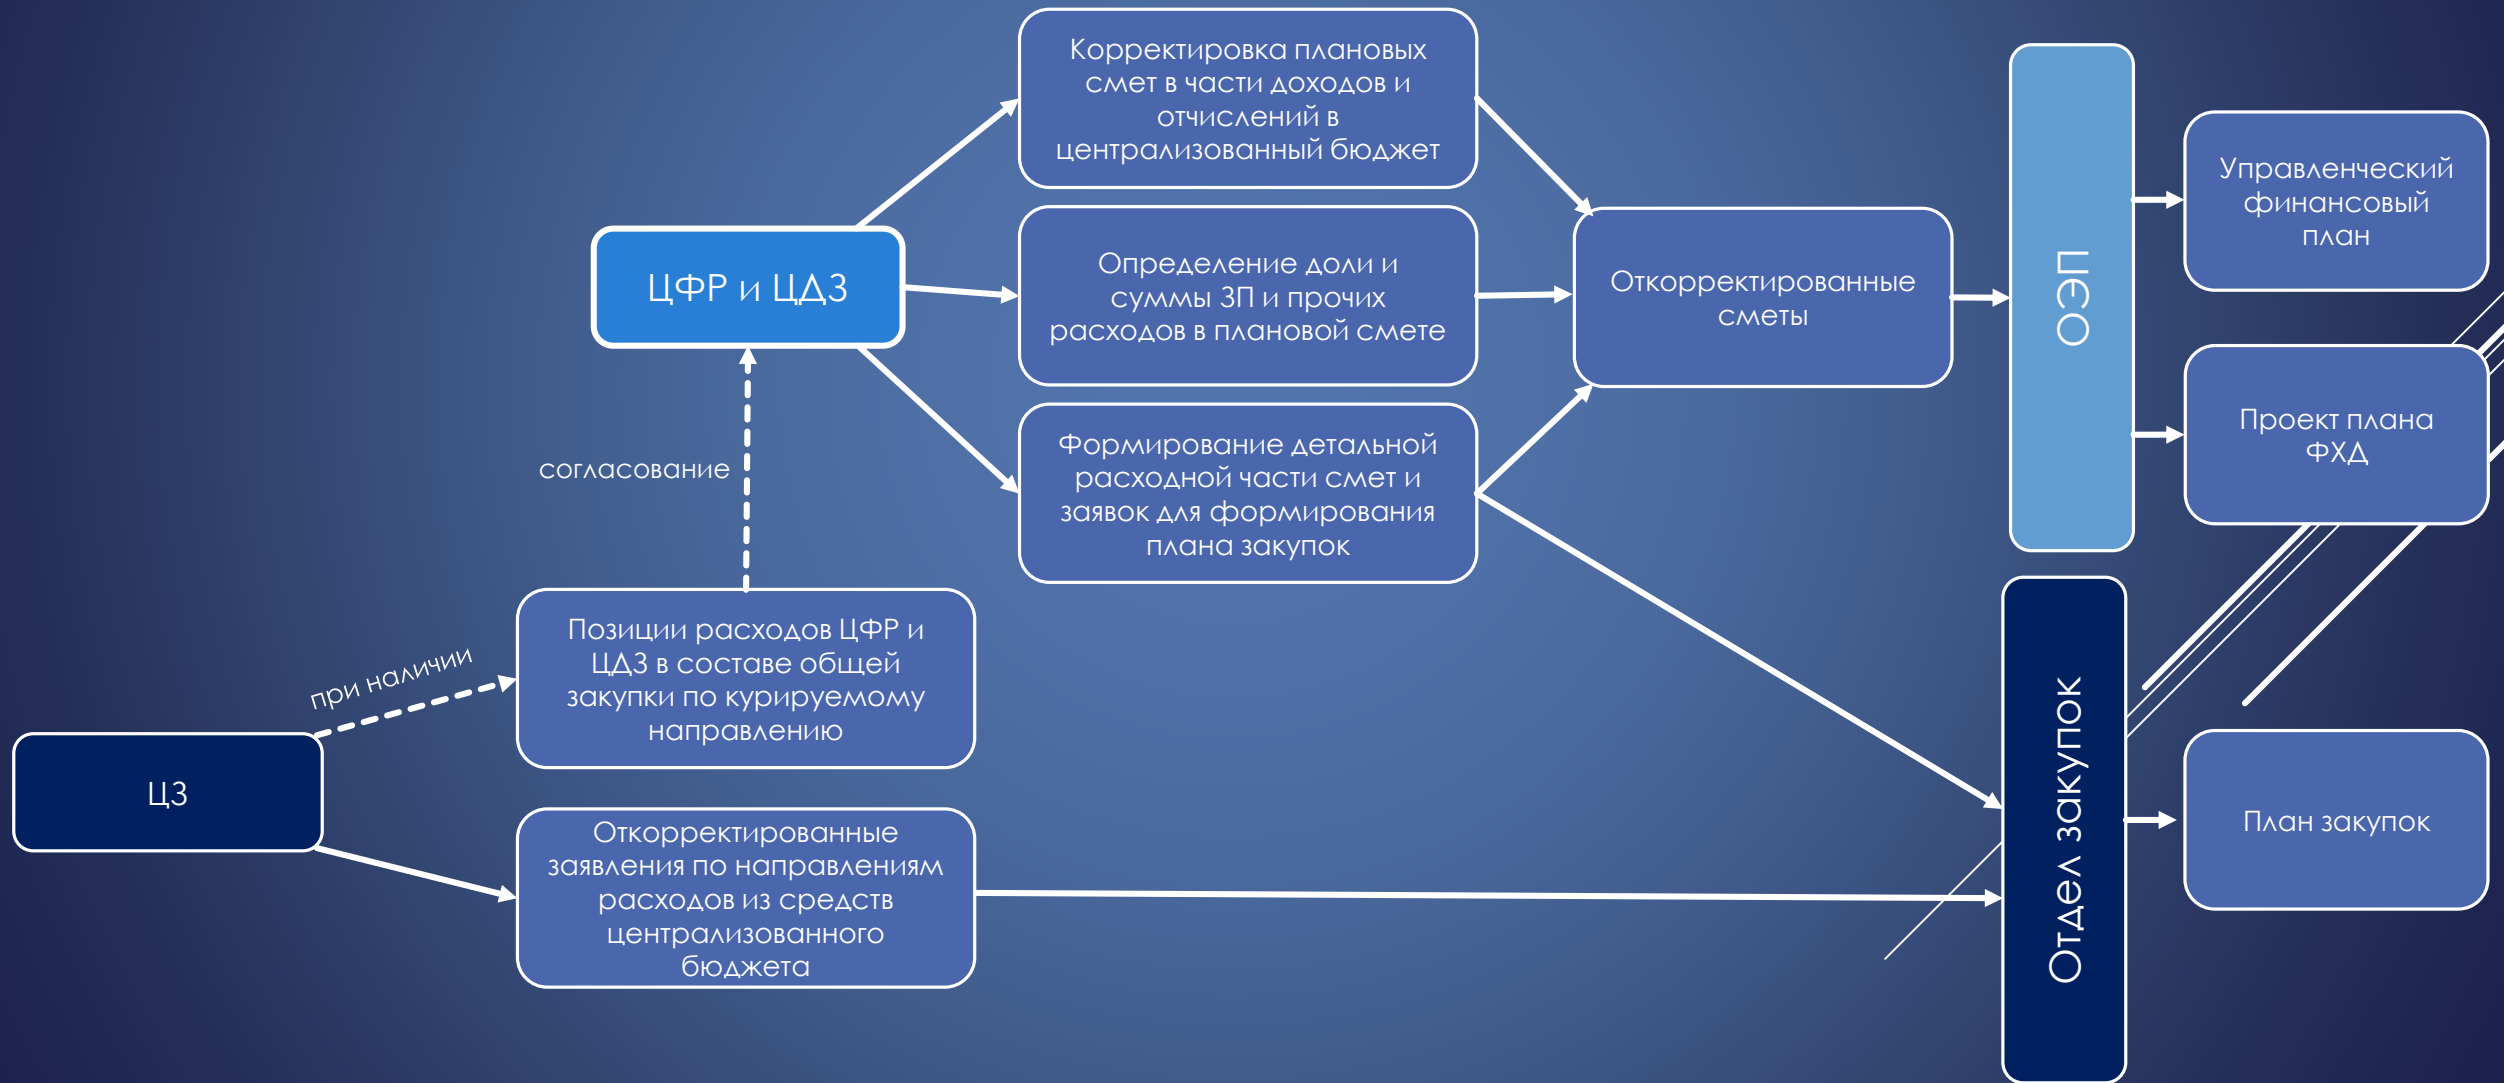 Корректировка плановых
смет в части доходов и
отчислений в
централизованный бюджет
ЦФР и ЦДЗ
Определение доли и
суммы ЗП и прочих
расходов в плановой смете
Откорректированные
сметы
ОЭП
Управленческий
финансовый
план
Проект плана
ФХД
Формирование детальной
расходной части смет и
заявок для формирования
плана закупок
согласование
при наличии
Позиции расходов ЦФР и
ЦДЗ в составе общей
закупки по курируемому
направлению
ЦЗ
Откорректированные
заявления по направлениям
расходов из средств
централизованного
бюджета
Отдел закупок
План закупок